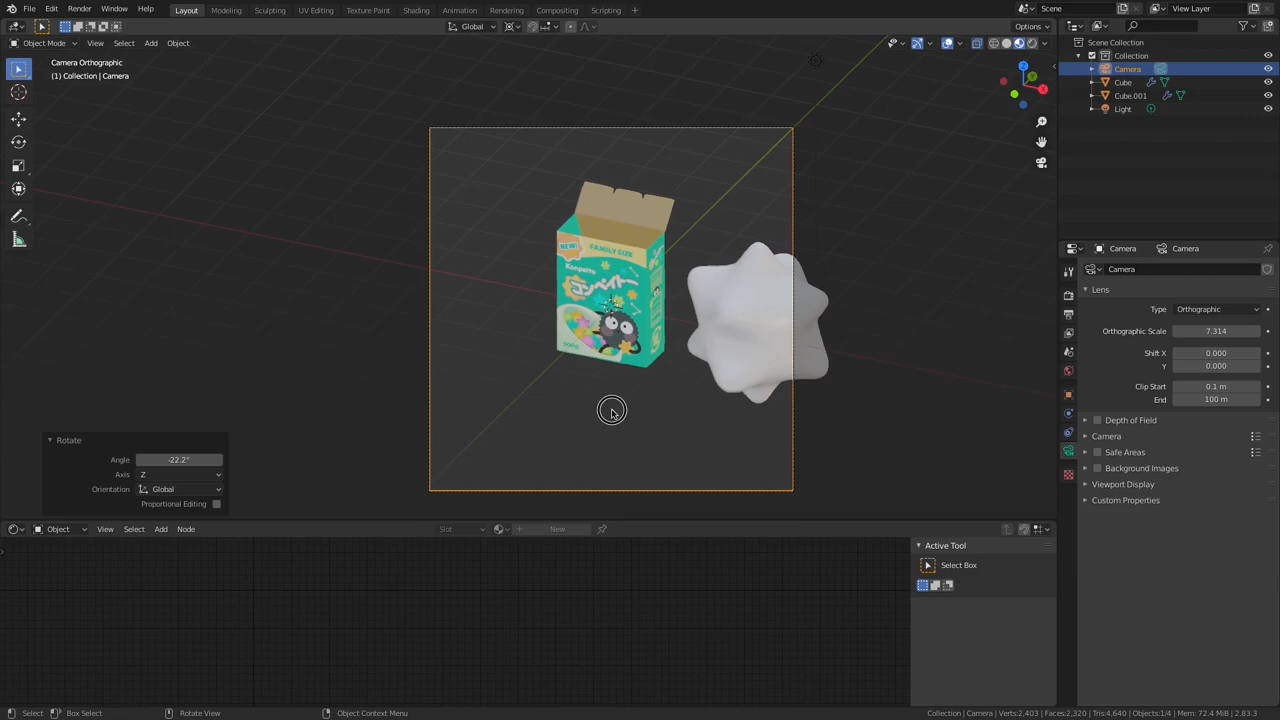 File Edit Render Window Help Layout Modeling Sculpting UV Editing Texture Paint Shading Animation Rendering Compositing Scripting + Scene View Layer
Global Options
Object Mode View Select Add Object
Camera Orthographic
(1) Collection | Camera
Z
Y
X
Scene Collection
Collection
Camera
Cube
Cube.001
Light
NEW!
FAMILY SIZE
Konpeito
コンペイトー
Camera Camera
Camera
Lens
Type Orthographic
Orthographic Scale 7.314
Shift X 0.000
Y 0.000
Clip Start 0.1 m
End 100 m
Depth of Field
Camera
Safe Areas
Background Images
Viewport Display
Custom Properties
Rotate
Angle -22.2°
Axis Z
Orientation Global
Proportional Editing
Object View Select Add Node Slot New
Active Tool
Select Box
Select Box Select Rotate View Object Context Menu Collection | Camera | Verts:2,403 | Faces:2,320 | Tris:4,640 | Objects:1/4 | Mem: 72.4 MiB | 2.83.3